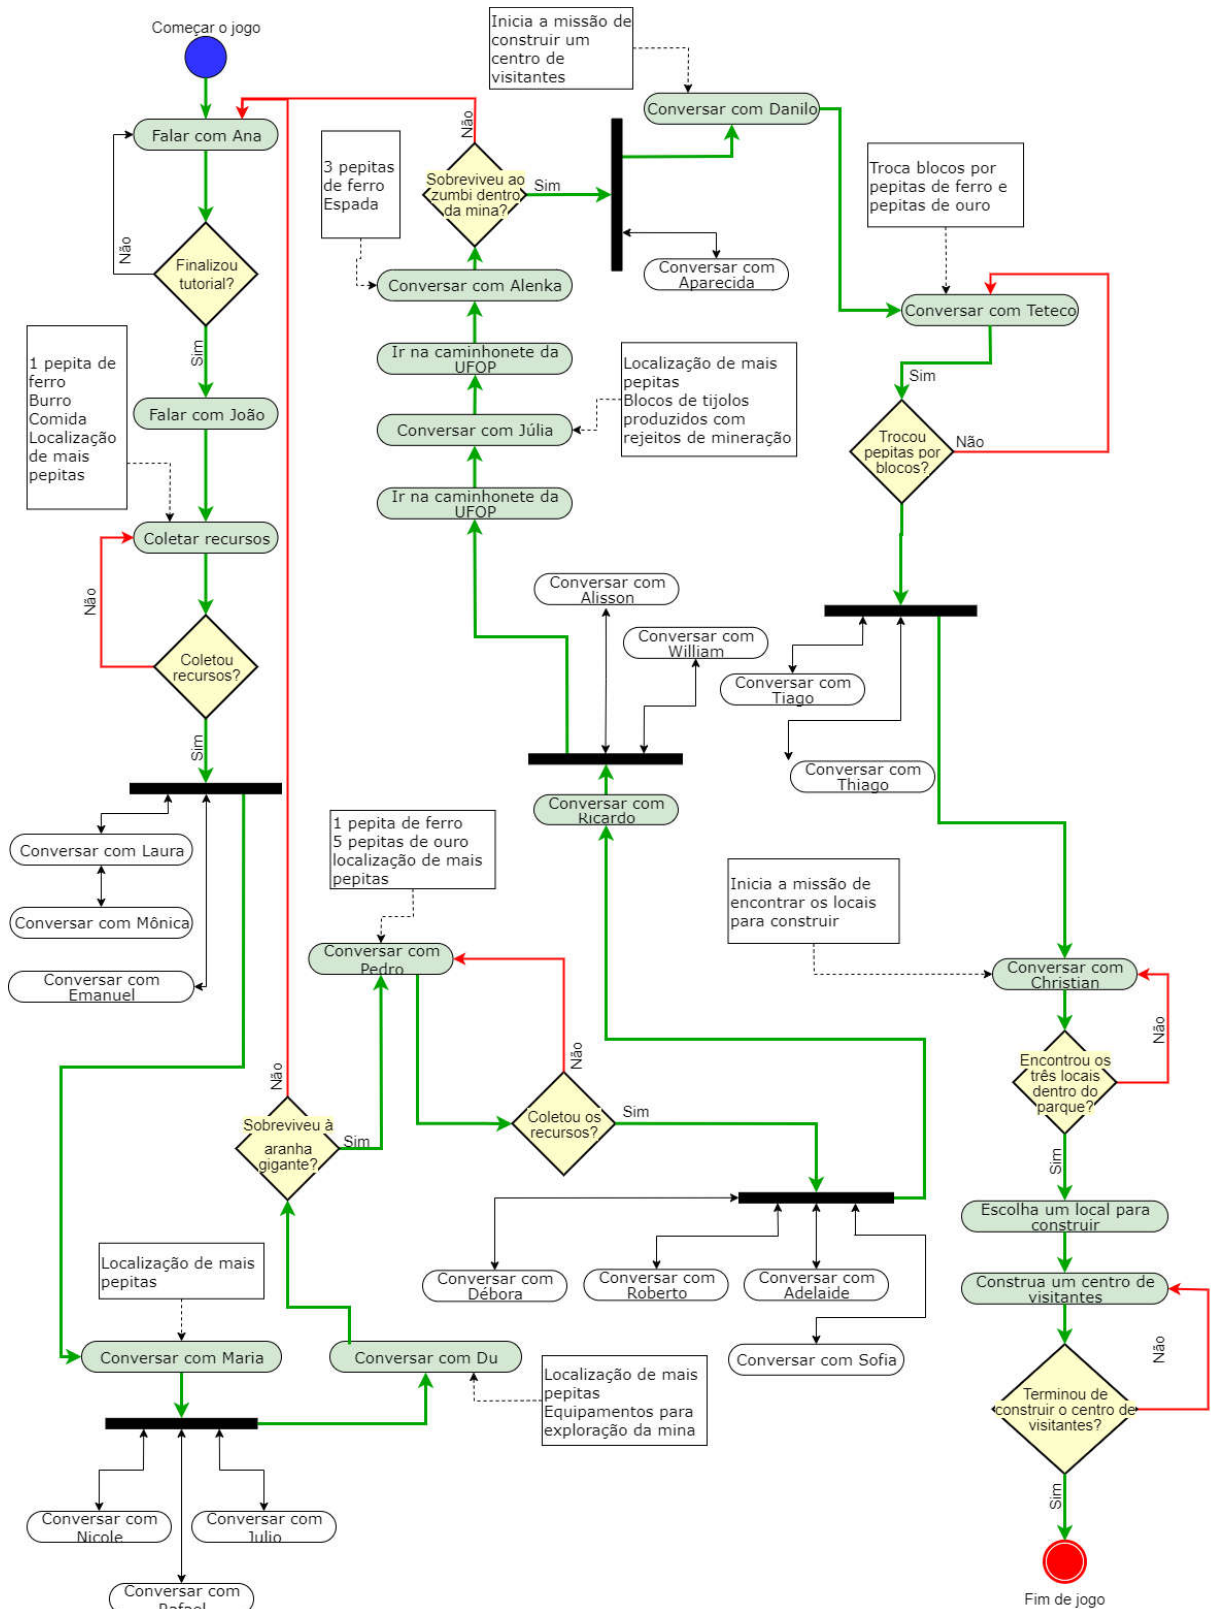 Começar o jogo
Falar com Ana
Não
Finalizou
tutorial?
Sim
1 pepita de
ferro
Burro
Comida
Localização
de mais
pepitas
Falar com João
Coletar recursos
Não
Coletou
recursos?
Sim
Conversar com Laura
Conversar com Mônica
Conversar com
Emanuel
Localização de mais
pepitas
Conversar com Maria
Conversar com
Nicole
Conversar com
Julio
Conversar com
Rafael
Conversar com Du
Localização de mais
pepitas
Equipamentos para
exploração da mina
Sobreviveu à
aranha
gigante?
Não
Sim
1 pepita de ferro
5 pepitas de ouro
localização de mais
pepitas
Conversar com
Pedro
Coletou os
recursos?
Não
Sim
Conversar com
Débora
Conversar com
Roberto
Conversar com
Adelaide
Conversar com Sofia
Conversar com
Ricardo
Conversar com
Alisson
Conversar com
William
Ir na caminhonete da
UFOP
Conversar com Júlia
Localização de mais
pepitas
Blocos de tijolos
produzidos com
rejeitos de mineração
Ir na caminhonete da
UFOP
Conversar com Alenka
3 pepitas
de ferro
Espada
Sobreviveu ao
zumbi dentro
da mina?
Não
Sim
Conversar com
Aparecida
Inicia a missão de
construir um
centro de
visitantes
Conversar com Danilo
Troca blocos por
pepitas de ferro e
pepitas de ouro
Conversar com Teteco
Sim
Trocou
pepitas por
blocos?
Não
Conversar com
Tiago
Conversar com
Thiago
Inicia a missão de
encontrar os locais
para construir
Conversar com
Christian
Não
Encontrou os
três locais
dentro do
parque?
Sim
Escolha um local para
construir
Construa um centro de
visitantes
Não
Terminou de
construir o centro de
visitantes?
Sim
Fim de jogo